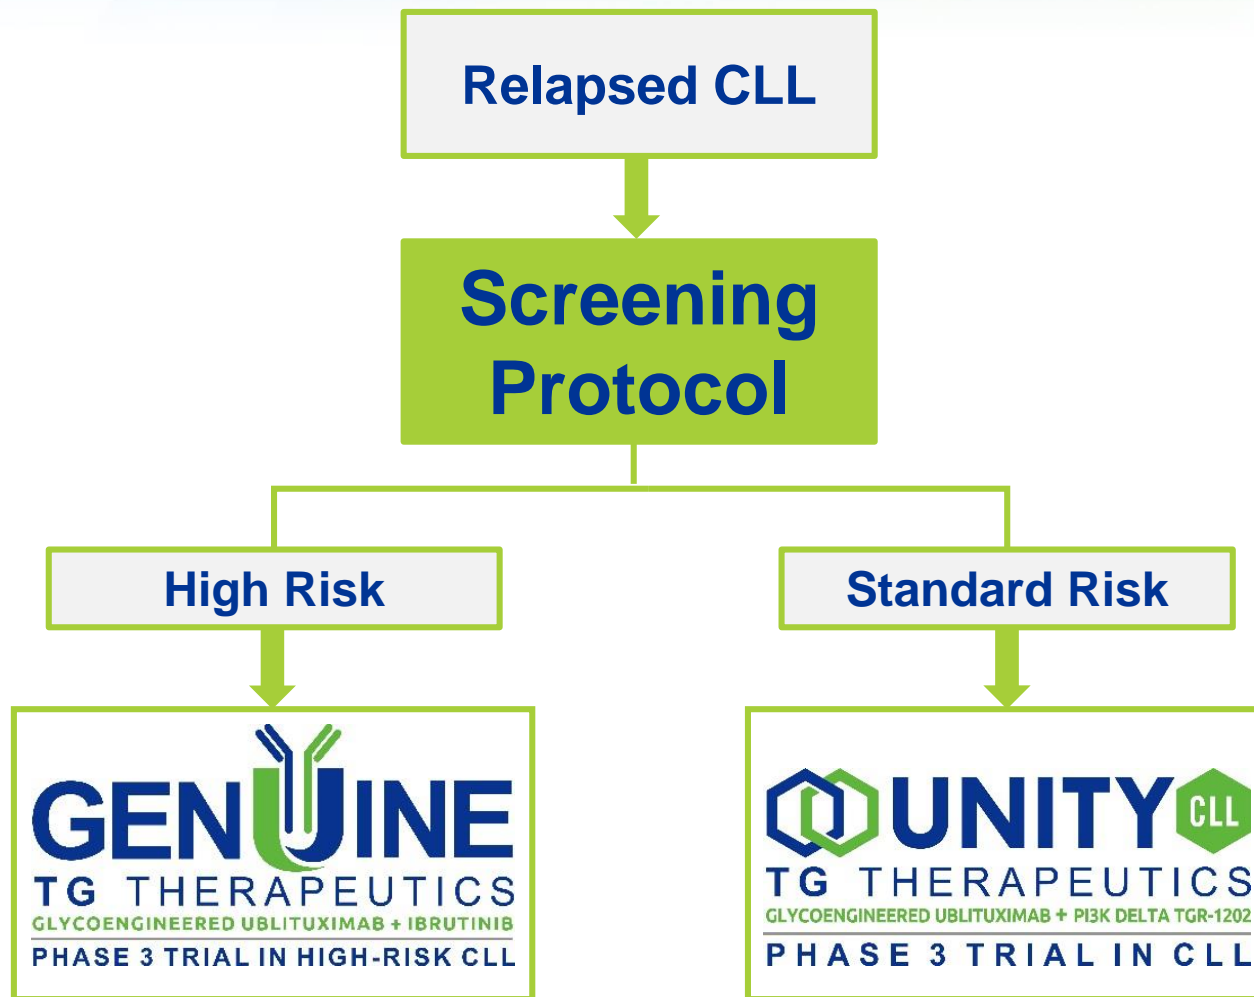 Relapsed CLL
Screening
Protocol
High Risk
Standard Risk
GENUINE
TG THERAPEUTICS
GLYCOENGINEERED UBLITUXIMAB + IBRUTINIB
PHASE 3 TRIAL IN HIGH-RISK CLL
UNITY CLL
TG THERAPEUTICS
GLYCOENGINEERED UBLITUXIMAB + PI3K DELTA TGR-1202
PHASE 3 TRIAL IN CLL